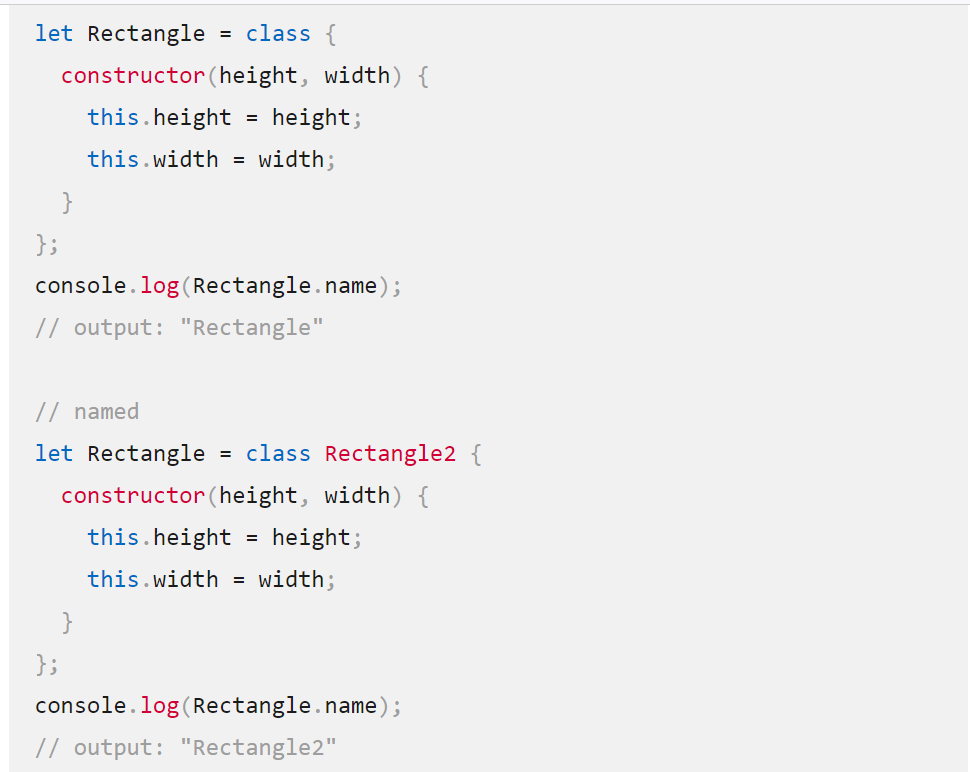 let Rectangle = class {
  constructor(height, width) {
    this.height = height;
    this.width = width;
  }
};
console.log(Rectangle.name);
// output: "Rectangle"

// named
let Rectangle = class Rectangle2 {
  constructor(height, width) {
    this.height = height;
    this.width = width;
  }
};
console.log(Rectangle.name);
// output: "Rectangle2"